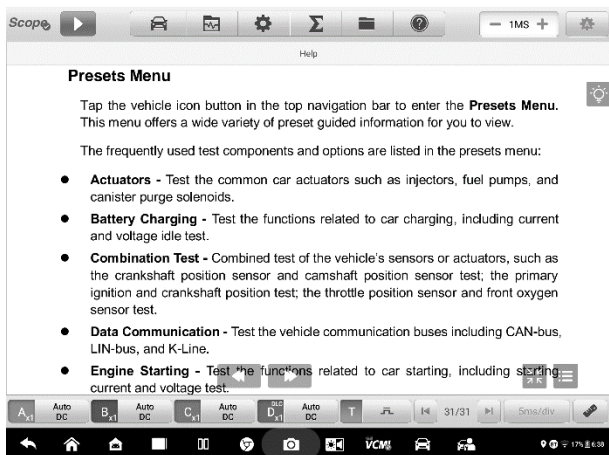 Scope
1MS
Help
Presets Menu
Tap the vehicle icon button in the top navigation bar to enter the Presets Menu.
This menu offers a wide variety of preset guided information for you to view.
The frequently used test components and options are listed in the presets menu:
● Actuators - Test the common car actuators such as injectors, fuel pumps, and
canister purge solenoids.
● Battery Charging - Test the functions related to car charging, including current
and voltage idle test.
● Combination Test - Combined test of the vehicle's sensors or actuators, such as
the crankshaft position sensor and camshaft position sensor test; the primary
ignition and crankshaft position test; the throttle position sensor and front oxygen
sensor test.
● Data Communication - Test the vehicle communication buses including CAN-bus,
LIN-bus, and K-Line.
● Engine Starting - Test the functions related to car starting, including starting
current and voltage test.
Ax1 Auto DC Bx1 Auto DC Cx1 Auto DC DLC Dx1 Auto DC T 31/31 5ms/div
VCMI 17% 6:38